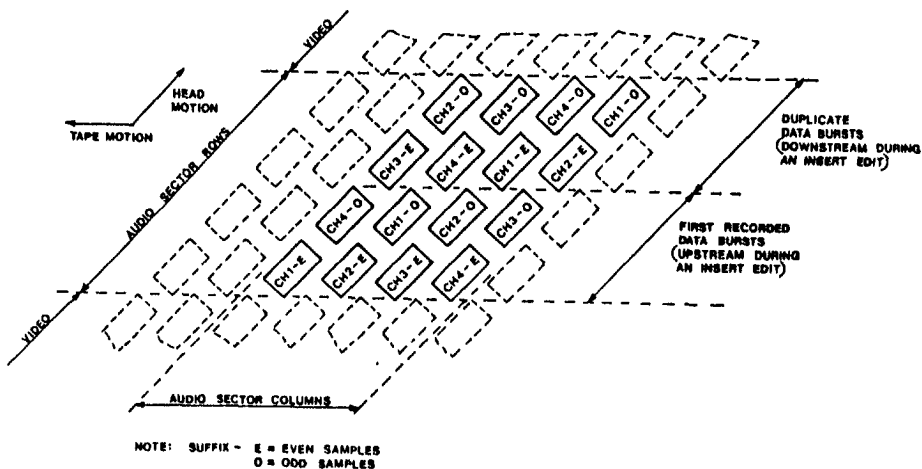 VIDEO
HEAD
MOTION
TAPE MOTION
AUDIO SECTOR ROWS
VIDEO
CH2-O
CH3-O
CH4-O
CH1-O
CH3-E
CH4-E
CH1-E
CH2-E
CH4-O
CH1-O
CH2-O
CH3-O
CH1-E
CH2-E
CH3-E
CH4-E
DUPLICATE
DATA BURSTS
(DOWNSTREAM DURING
AN INSERT EDIT)
FIRST RECORDED
DATA BURSTS
(UPSTREAM DURING
AN INSERT EDIT)
AUDIO SECTOR COLUMNS
NOTE: SUFFIX - E = EVEN SAMPLES
O = ODD SAMPLES